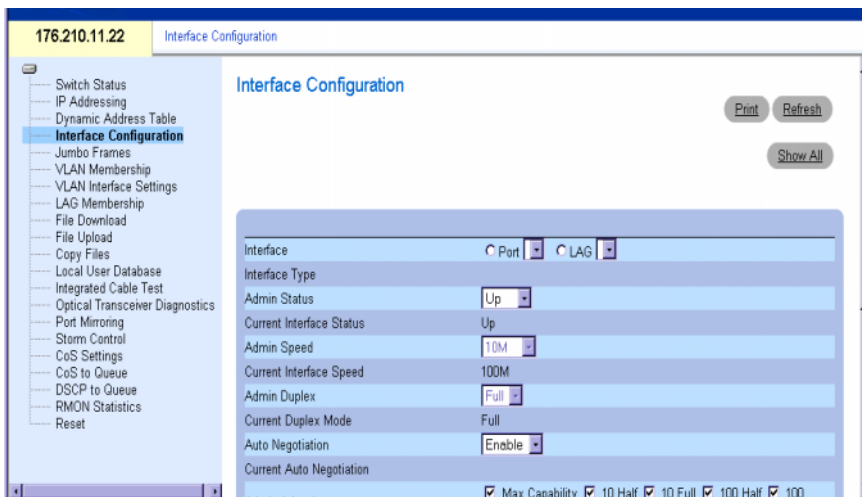 176.210.11.22
Interface Configuration
Switch Status
IP Addressing
Dynamic Address Table
Interface Configuration
Jumbo Frames
VLAN Membership
VLAN Interface Settings
LAG Membership
File Download
File Upload
Copy Files
Local User Database
Integrated Cable Test
Optical Transceiver Diagnostics
Port Mirroring
Storm Control
CoS Settings
CoS to Queue
DSCP to Queue
RMON Statistics
Reset
Interface Configuration
Print Refresh
Show All
Interface Port LAG
Interface Type
Admin Status Up
Current Interface Status Up
Admin Speed 10M
Current Interface Speed 100M
Admin Duplex Full
Current Duplex Mode Full
Auto Negotiation Enable
Current Auto Negotiation
Max Capability 10 Half 10 Full 100 Half 100